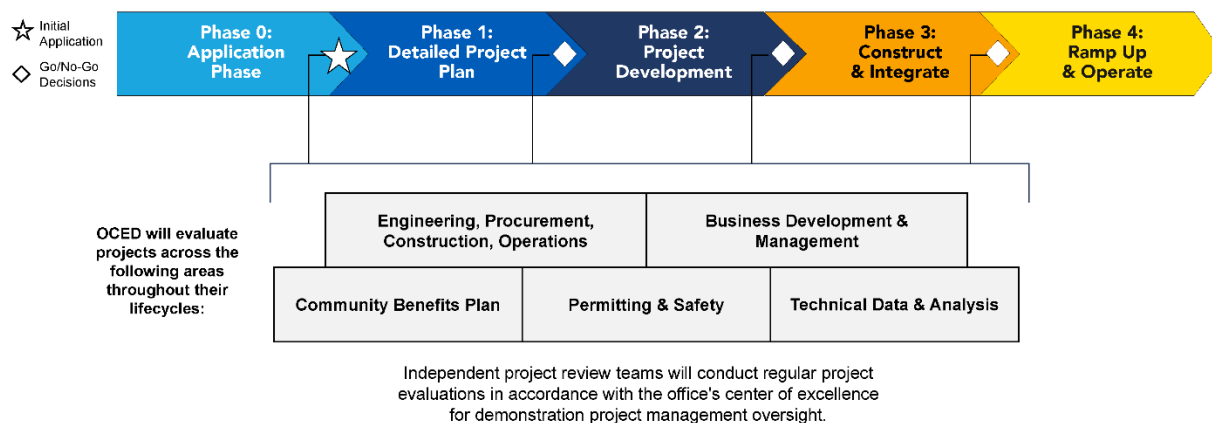 Initial
Application
Go/No-Go
Decisions
Phase 0:
Application
Phase
Phase 1:
Detailed Project
Plan
Phase 2:
Project
Development
Phase 3:
Construct
& Integrate
Phase 4:
Ramp Up
& Operate
OCED will evaluate
projects across the
following areas
throughout their
lifecycles:
Engineering, Procurement,
Construction, Operations
Business Development &
Management
Community Benefits Plan
Permitting & Safety
Technical Data & Analysis
Independent project review teams will conduct regular project
evaluations in accordance with the office's center of excellence
for demonstration project management oversight.